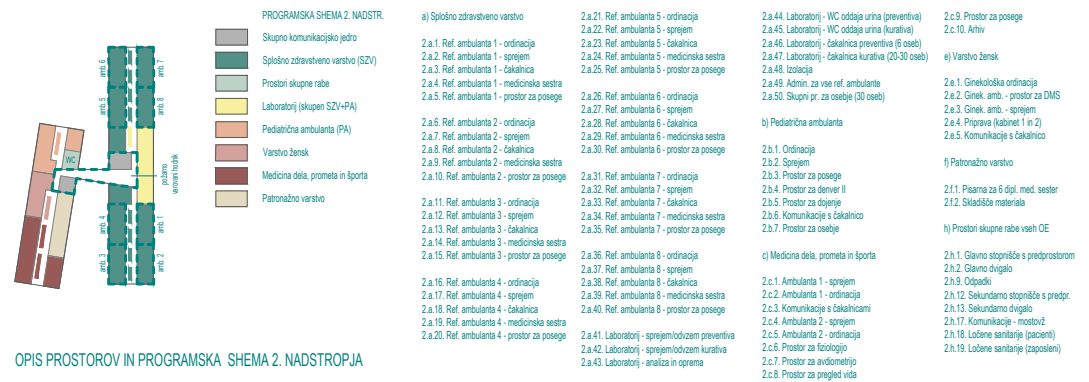 PROGRAMSKA SHEMA 2. NADSTR.
Skupno komunikacijsko jedro
Splošno zdravstveno varstvo (SZV)
Prostori skupne rabe
Laboratorij (skupen SZV+PA)
Pediatrična ambulanta (PA)
Varstvo žensk
Medicina dela, prometa in športa
Patronažno varstvo
amb. 6
amb. 7
amb. 5
amb. 8
WC
požarno
varovani hodnik
amb. 4
amb. 1
amb. 3
amb. 2
OPIS PROSTOROV IN PROGRAMSKA SHEMA 2. NADSTROPJA
a) Splošno zdravstveno varstvo
2.a.1. Ref. ambulanta 1 - ordinacija
2.a.2. Ref. ambulanta 1 - sprejem
2.a.3. Ref. ambulanta 1 - čakalnica
2.a.4. Ref. ambulanta 1 - medicinska sestra
2.a.5. Ref. ambulanta 1 - prostor za posege
2.a.6. Ref. ambulanta 2 - ordinacija
2.a.7. Ref. ambulanta 2 - sprejem
2.a.8. Ref. ambulanta 2 - čakalnica
2.a.9. Ref. ambulanta 2 - medicinska sestra
2.a.10. Ref. ambulanta 2 - prostor za posege
2.a.11. Ref. ambulanta 3 - ordinacija
2.a.12. Ref. ambulanta 3 - sprejem
2.a.13. Ref. ambulanta 3 - čakalnica
2.a.14. Ref. ambulanta 3 - medicinska sestra
2.a.15. Ref. ambulanta 3 - prostor za posege
2.a.16. Ref. ambulanta 4 - ordinacija
2.a.17. Ref. ambulanta 4 - sprejem
2.a.18. Ref. ambulanta 4 - čakalnica
2.a.19. Ref. ambulanta 4 - medicinska sestra
2.a.20. Ref. ambulanta 4 - prostor za posege
2.a.21. Ref. ambulanta 5 - ordinacija
2.a.22. Ref. ambulanta 5 - sprejem
2.a.23. Ref. ambulanta 5 - čakalnica
2.a.24. Ref. ambulanta 5 - medicinska sestra
2.a.25. Ref. ambulanta 5 - prostor za posege
2.a.26. Ref. ambulanta 6 - ordinacija
2.a.27. Ref. ambulanta 6 - sprejem
2.a.28. Ref. ambulanta 6 - čakalnica
2.a.29. Ref. ambulanta 6 - medicinska sestra
2.a.30. Ref. ambulanta 6 - prostor za posege
2.a.31. Ref. ambulanta 7 - ordinacija
2.a.32. Ref. ambulanta 7 - sprejem
2.a.33. Ref. ambulanta 7 - čakalnica
2.a.34. Ref. ambulanta 7 - medicinska sestra
2.a.35. Ref. ambulanta 7 - prostor za posege
2.a.36. Ref. ambulanta 8 - ordinacija
2.a.37. Ref. ambulanta 8 - sprejem
2.a.38. Ref. ambulanta 8 - čakalnica
2.a.39. Ref. ambulanta 8 - medicinska sestra
2.a.40. Ref. ambulanta 8 - prostor za posege
2.a.41. Laboratorij - sprejem/odvzem preventiva
2.a.42. Laboratorij - sprejem/odvzem kurativa
2.a.43. Laboratorij - analiza in oprema
2.a.44. Laboratorij - WC oddaja urina (preventiva)
2.a.45. Laboratorij - WC oddaja urina (kurativa)
2.a.46. Laboratorij - čakalnica preventiva (6 oseb)
2.a.47. Laboratorij - čakalnica kurativa (20-30 oseb)
2.a.48. Izolacija
2.a.49. Admin. za vse ref. ambulante
2.a.50. Skupni pr. za osebje (30 oseb)
b) Pediatrična ambulanta
2.b.1. Ordinacija
2.b.2. Sprejem
2.b.3. Prostor za posege
2.b.4. Prostor za denver II
2.b.5. Prostor za dojenje
2.b.6. Komunikacije s čakalnico
2.b.7. Prostor za osebje
c) Medicina dela, prometa in športa
2.c.1. Ambulanta 1 - sprejem
2.c.2. Ambulanta 1 - ordinacija
2.c.3. Komunikacije s čakalnicami
2.c.4. Ambulanta 2 - sprejem
2.c.5. Ambulanta 2 - ordinacija
2.c.6. Prostor za fiziologijo
2.c.7. Prostor za avdiometrijo
2.c.8. Prostor za pregled vida
2.c.9. Prostor za posege
2.c.10. Arhiv
e) Varstvo žensk
2.e.1. Ginekološka ordinacija
2.e.2. Ginek. amb. - prostor za DMS
2.e.3. Ginek. amb. - sprejem
2.e.4. Priprava (kabinet 1 in 2)
2.e.5. Komunikacije s čakalnico
f) Patronažno varstvo
2.f.1. Pisarna za 6 dipl. med. sester
2.f.2. Skladišče materiala
h) Prostori skupne rabe vseh OE
2.h.1. Glavno stopnišče s predprostorom
2.h.2. Glavno dvigalo
2.h.9. Odpadki
2.h.12. Sekundarno stopnišče s predpr.
2.h.13. Sekundarno dvigalo
2.h.17. Komunikacije - mostovž
2.h.18. Ločene sanitarije (pacienti)
2.h.19. Ločene sanitarije (zaposleni)